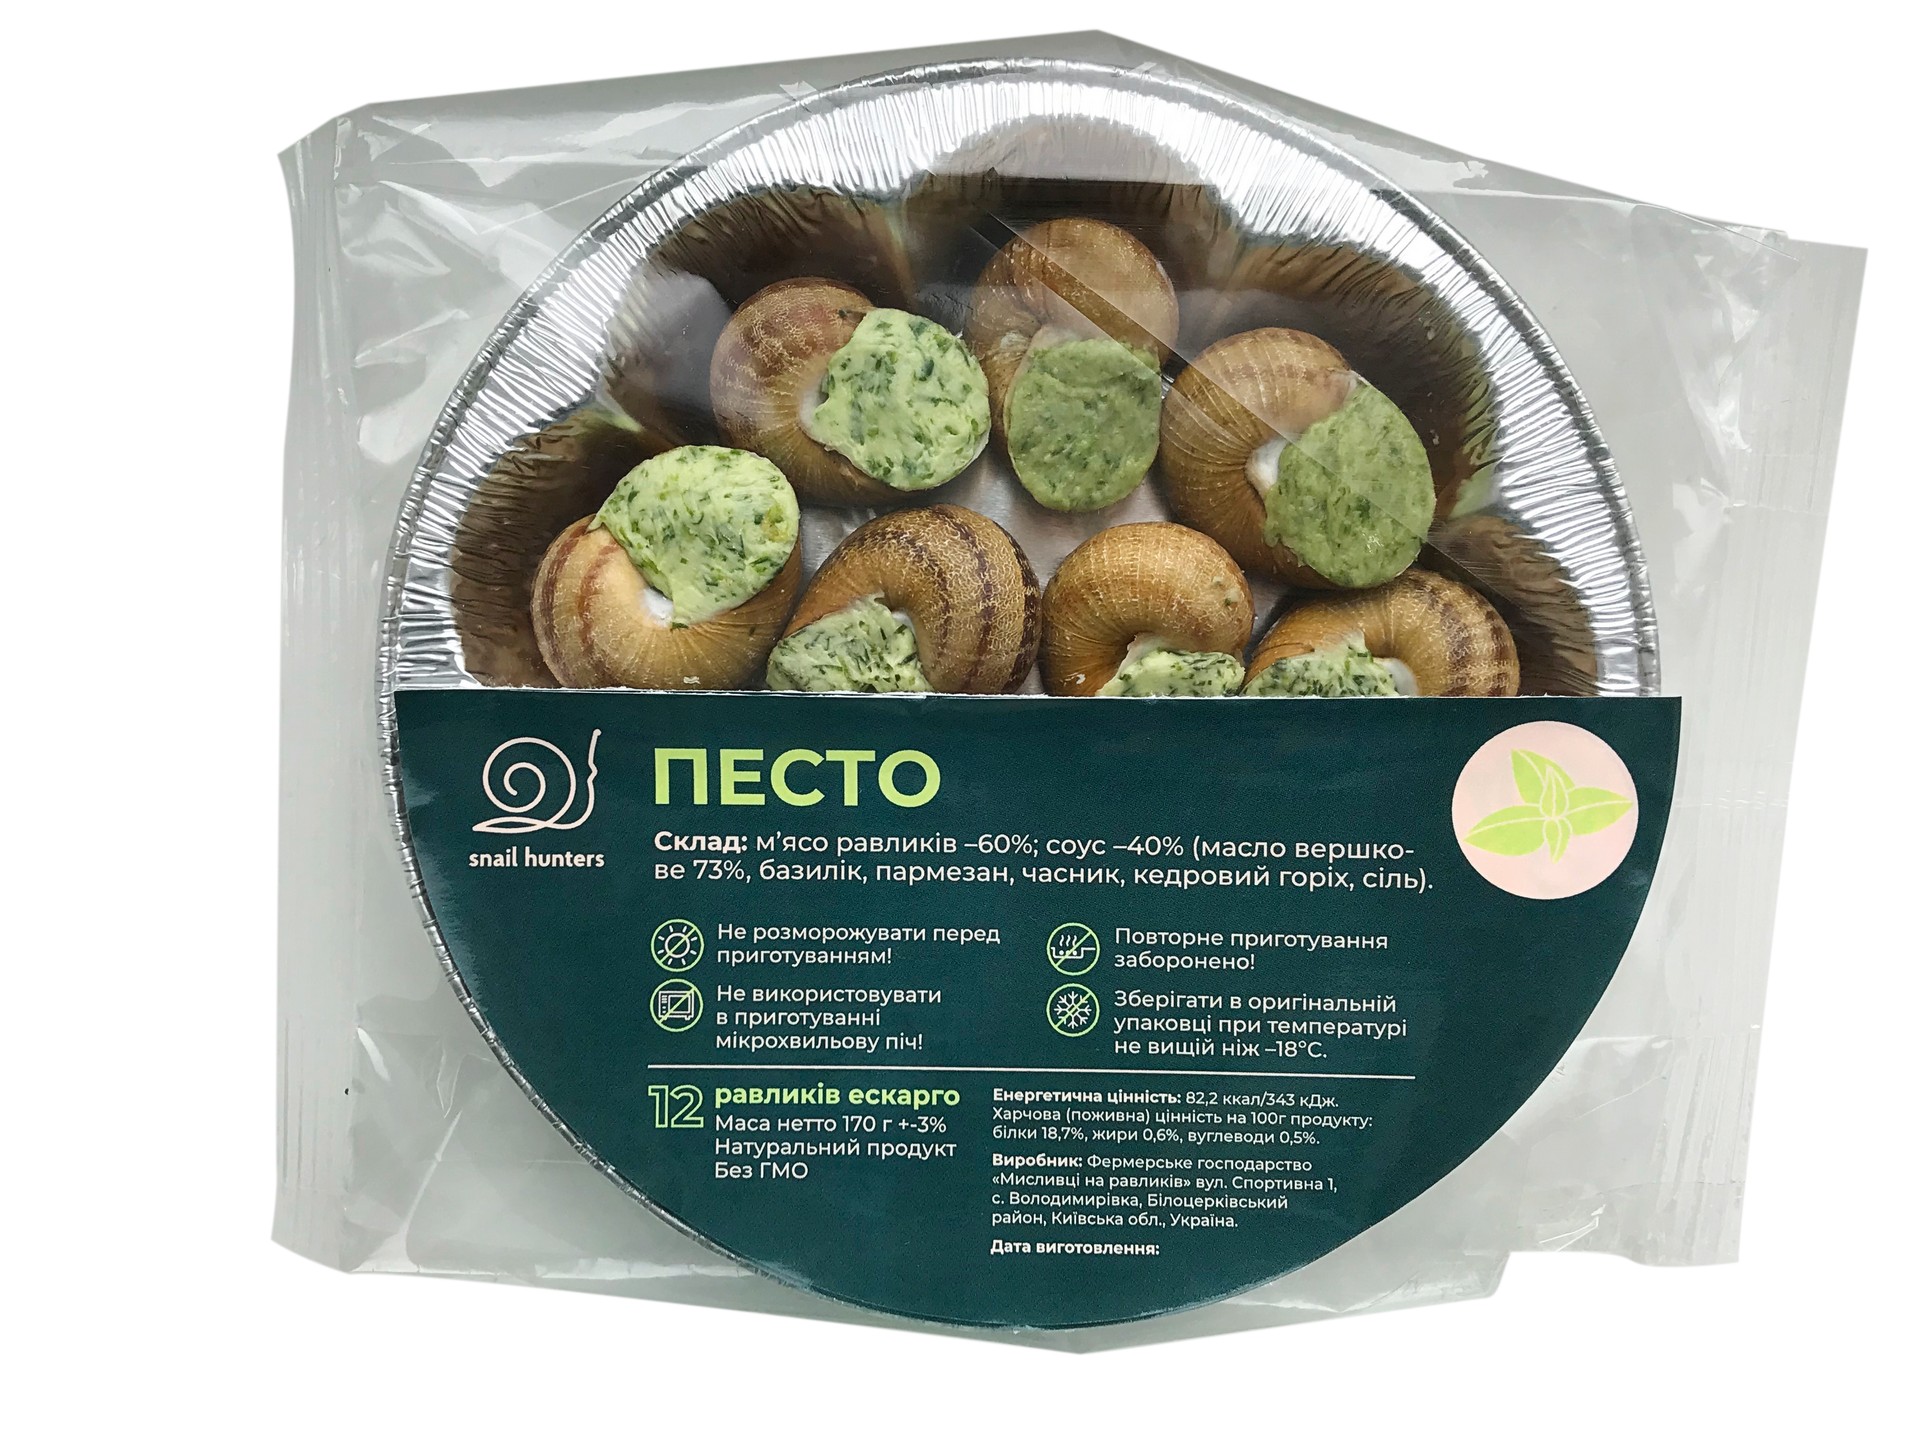 snail hunters
ПЕСТО
Склад: м'ясо равликів –60%; соус –40% (масло вершко-
ве 73%, базилік, пармезан, часник, кедровий горіх, сіль).
Не розморожувати перед
приготуванням!
Не використовувати
в приготуванні
мікрохвильову піч!
Повторне приготування
заборонено!
Зберігати в оригінальній
упаковці при температурі
не вищій ніж –18°С.
12 равликів ескарго
Маса нетто 170 г +-3%
Натуральний продукт
Без ГМО
Енергетична цінність: 82,2 ккал/343 кДж.
Харчова (поживна) цінність на 100г продукту:
білки 18,7%, жири 0,6%, вуглеводи 0,5%.
Виробник: Фермерське господарство
«Мисливці на равликів» вул. Спортивна 1,
с. Володимирівка, Білоцерківський
район, Київська обл., Україна.
Дата виготовлення: